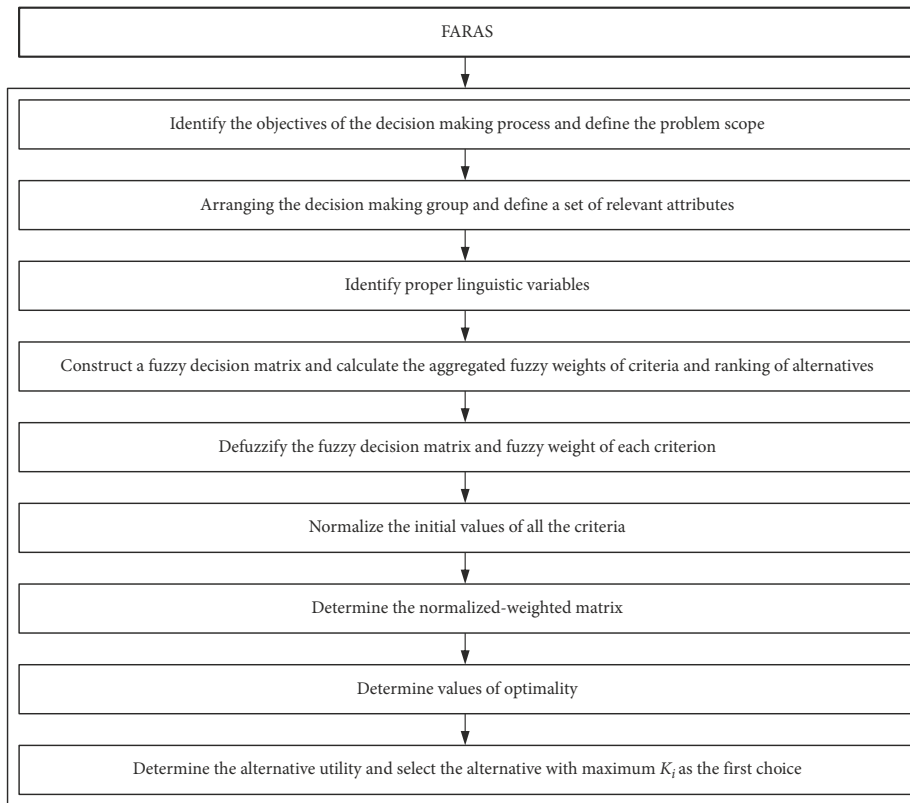 FARAS
Identify the objectives of the decision making process and define the problem scope
Arranging the decision making group and define a set of relevant attributes
Identify proper linguistic variables
Construct a fuzzy decision matrix and calculate the aggregated fuzzy weights of criteria and ranking of alternatives
Defuzzify the fuzzy decision matrix and fuzzy weight of each criterion
Normalize the initial values of all the criteria
Determine the normalized-weighted matrix
Determine values of optimality
Determine the alternative utility and select the alternative with maximum K_i as the first choice